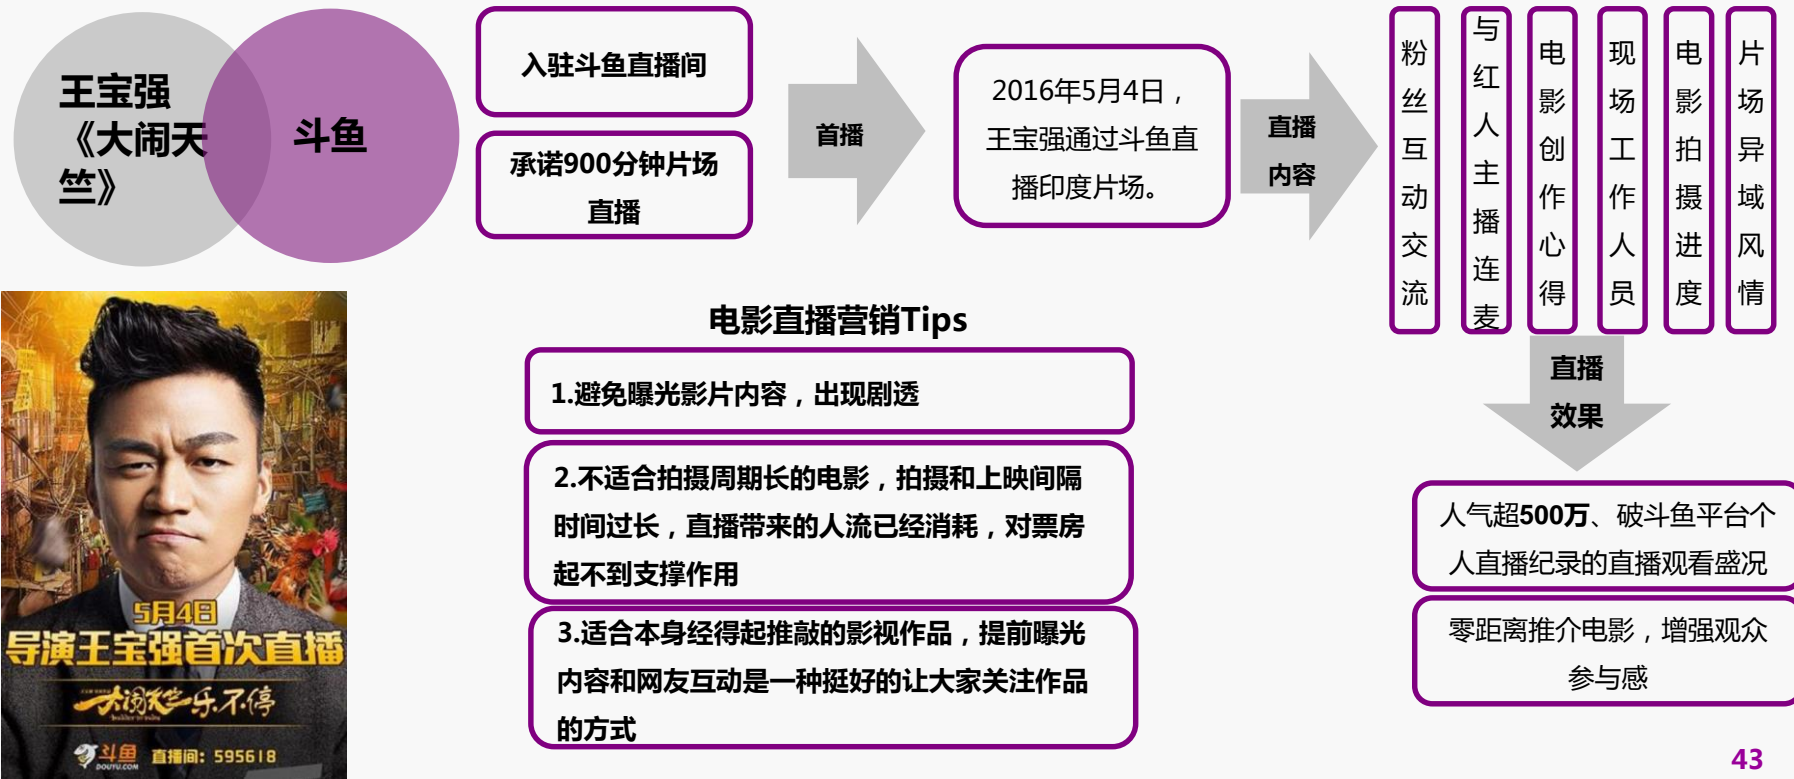 王宝强
《大闹天
竺》
斗鱼
入驻斗鱼直播间
承诺900分钟片场
直播
首播
2016年5月4日，
王宝强通过斗鱼直
播印度片场。
直播
内容
粉丝互动交流
与红人主播连麦
电影创作心得
现场工作人员
电影拍摄进度
片场异域风情
直播
效果
人气超500万、破斗鱼平台个
人直播纪录的直播观看盛况
零距离推介电影，增强观众
参与感
电影直播营销Tips
1.避免曝光影片内容，出现剧透
2.不适合拍摄周期长的电影，拍摄和上映间隔
时间过长，直播带来的人流已经消耗，对票房
起不到支撑作用
3.适合本身经得起推敲的影视作品，提前曝光
内容和网友互动是一种挺好的让大家关注作品
的方式
5月4日
导演王宝强首次直播
大闹天竺乐不停
斗鱼
DOUYU.COM
直播间：595618
43